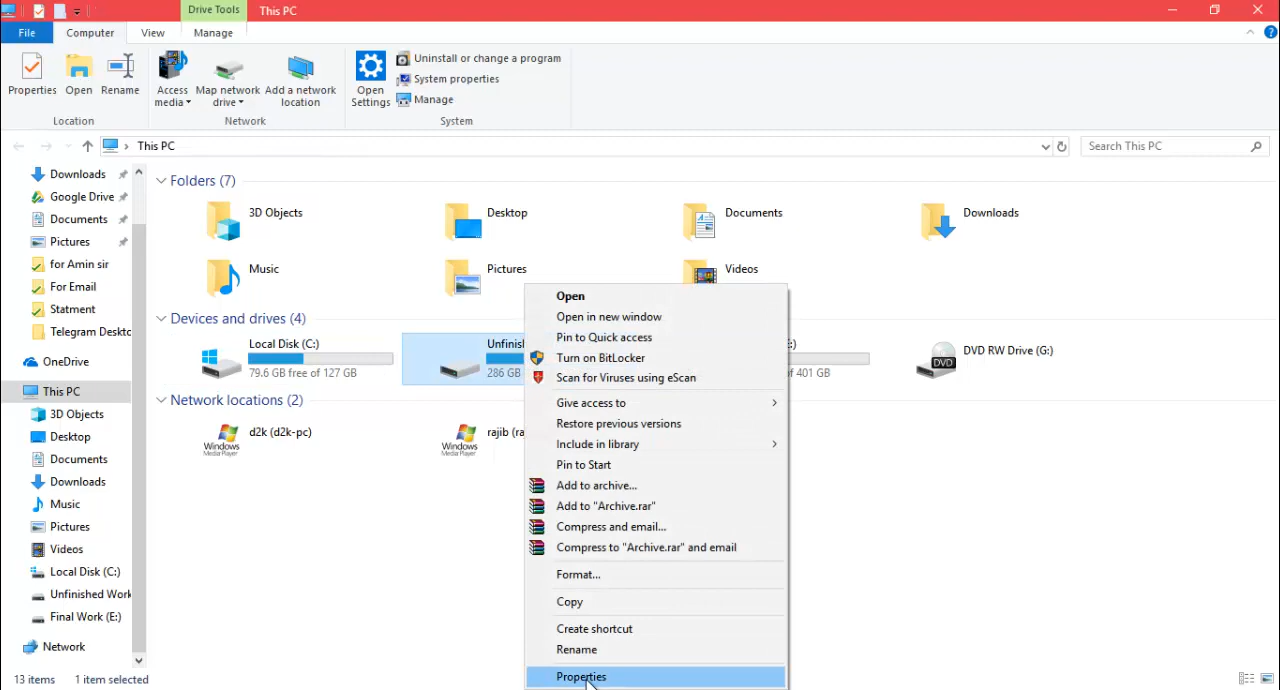 Drive Tools
This PC
File
Computer
View
Manage
Properties
Open
Rename
Location
Access media
Map network drive
Add a network location
Network
Open Settings
Uninstall or change a program
System properties
Manage
System
This PC
Search This PC
Downloads
Google Drive
Documents
Pictures
for Amin sir
For Email
Statment
Telegram Deskto
OneDrive
This PC
3D Objects
Desktop
Documents
Downloads
Music
Pictures
Videos
Local Disk (C:)
Unfinished Work
Final Work (E:)
Network
Folders (7)
3D Objects
Desktop
Documents
Downloads
Music
Pictures
Videos
Devices and drives (4)
Local Disk (C:)
79.6 GB free of 127 GB
Unfinish
286 GB
:)
of 401 GB
DVD RW Drive (G:)
DVD
Network locations (2)
Windows Media Player
d2k (d2k-pc)
Windows Media Player
rajib (ra
Open
Open in new window
Pin to Quick access
Turn on BitLocker
Scan for Viruses using eScan
Give access to
Restore previous versions
Include in library
Pin to Start
Add to archive...
Add to "Archive.rar"
Compress and email...
Compress to "Archive.rar" and email
Format...
Copy
Create shortcut
Rename
Properties
13 items
1 item selected